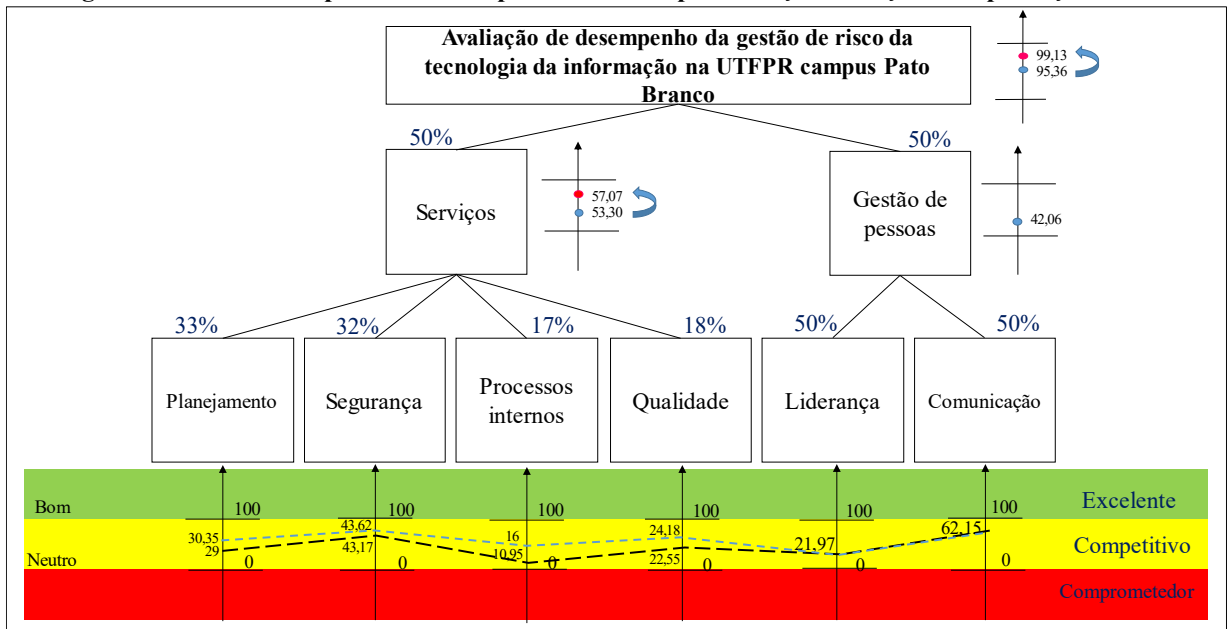 Avaliação de desempenho da gestão de risco da
tecnologia da informação na UTFPR campus Pato
Branco
99,13
95,36
50%
50%
Serviços
57,07
53,30
Gestão de
pessoas
42,06
33%
32%
17%
18%
50%
50%
Planejamento
Segurança
Processos
internos
Qualidade
Liderança
Comunicação
Bom
100
100
100
100
100
100
Excelente
30,35
29
43,62
43,17
16
10,95
24,18
22,55
21,97
62,15
Competitivo
Neutro
0
0
0
0
0
0
Comprometedor